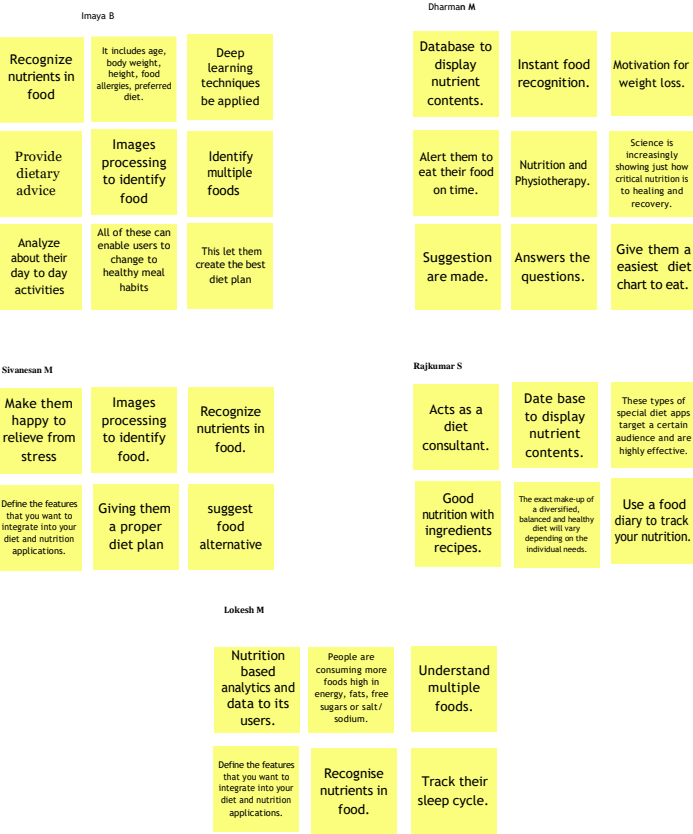 Imaya B
Recognize
nutrients in
food
It includes age,
body weight,
height, food
allergies, preferred
diet.
Deep
learning
techniques
be applied
Provide
dietary
advice
Images
processing
to identify
food
Identify
multiple
foods
Analyze
about their
day to day
activities
All of these can
enable users to
change to
healthy meal
habits
This let them
create the best
diet plan
Dharman M
Database to
display
nutrient
contents.
Instant food
recognition.
Motivation for
weight loss.
Alert them to
eat their food
on time.
Nutrition and
Physiotherapy.
Science is
increasingly
showing just how
critical nutrition is
to healing and
recovery.
Suggestion
are made.
Answers the
questions.
Give them a
easiest diet
chart to eat.
Sivanesan M
Make them
happy to
relieve from
stress
Images
processing
to identify
food.
Recognize
nutrients in
food.
Define the features
that you want to
integrate into your
diet and nutrition
applications.
Giving them
a proper
diet plan
suggest
food
alternative
Rajkumar S
Acts as a
diet
consultant.
Date base
to display
nutrient
contents.
These types of
special diet apps
target a certain
audience and are
highly effective.
Good
nutrition with
ingredients
recipes.
The exact make-up of
a diversified,
balanced and healthy
diet will vary
depending on the
individual needs.
Use a food
diary to track
your nutrition.
Lokesh M
Nutrition
based
analytics and
data to its
users.
People are
consuming more
foods high in
energy, fats, free
sugars or salt/
sodium.
Understand
multiple
foods.
Define the features
that you want to
integrate into your
diet and nutrition
applications.
Recognise
nutrients in
food.
Track their
sleep cycle.